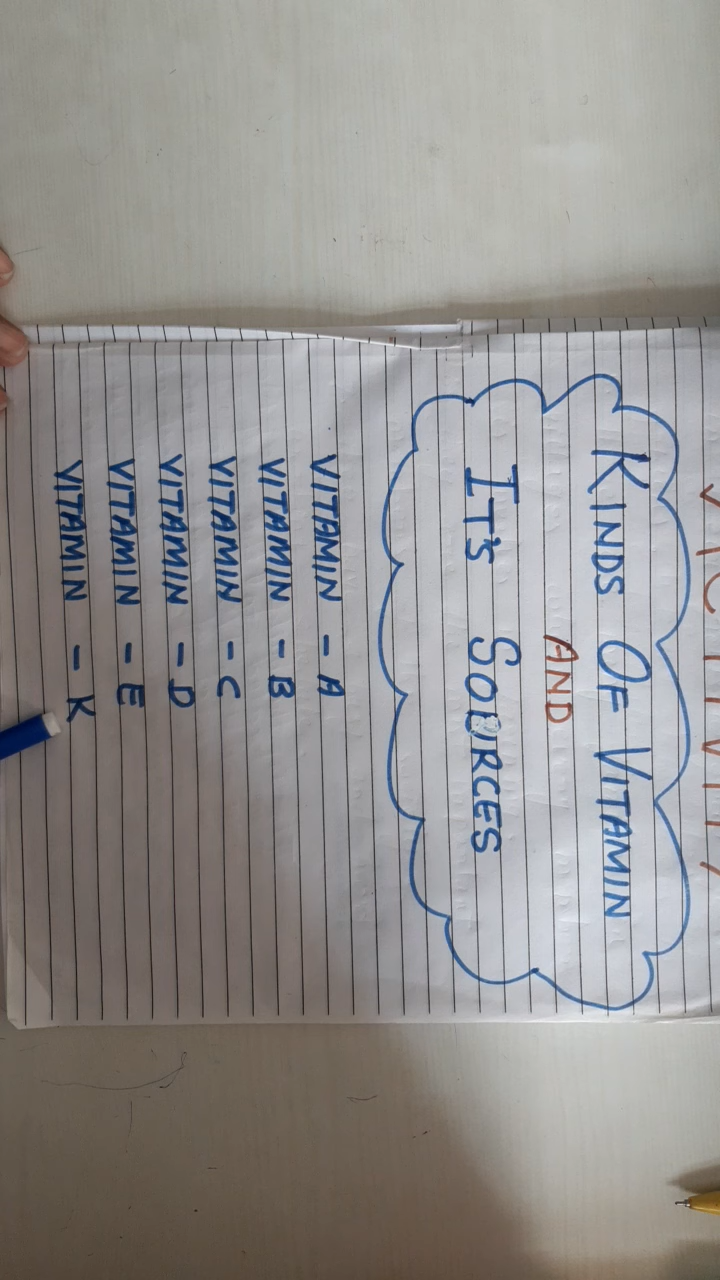 KINDS OF VITAMIN
AND
IT'S SOURCES
VITAMIN - A
VITAMIN - B
VITAMIN - C
VITAMIN - D
VITAMIN - E
VITAMIN - K